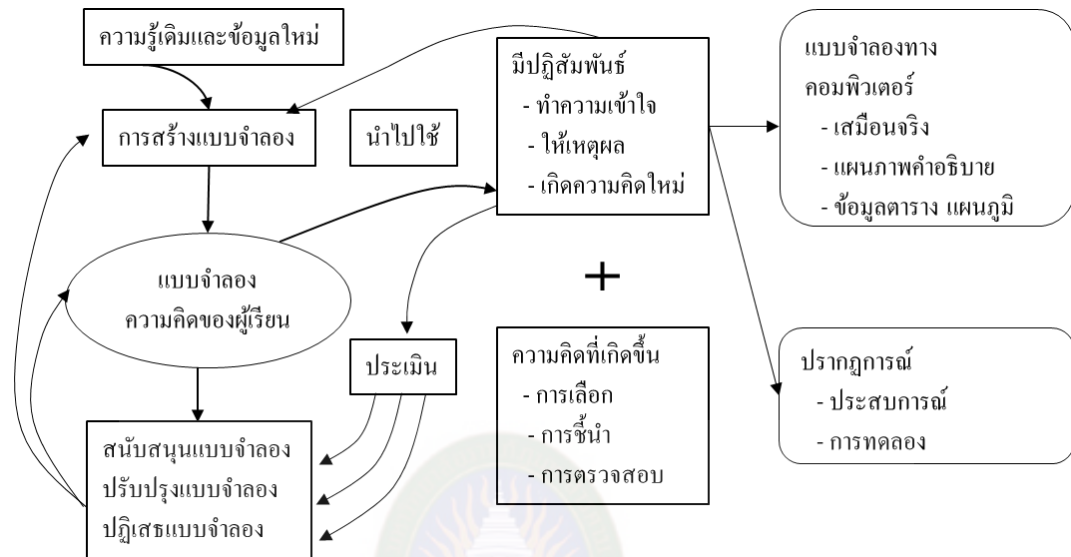 ความรู้เดิมและข้อมูลใหม่
การสร้างแบบจำลอง
นำไปใช้
แบบจำลอง
ความคิดของผู้เรียน
ประเมิน
สนับสนุนแบบจำลอง
ปรับปรุงแบบจำลอง
ปฏิเสธแบบจำลอง
มีปฏิสัมพันธ์
- ทำความเข้าใจ
- ให้เหตุผล
- เกิดความคิดใหม่
+
ความคิดที่เกิดขึ้น
- การเลือก
- การชี้นำ
- การตรวจสอบ
แบบจำลองทาง
คอมพิวเตอร์
- เสมือนจริง
- แผนภาพคำอธิบาย
- ข้อมูลตาราง แผนภูมิ
ปรากฏการณ์
- ประสบการณ์
- การทดลอง